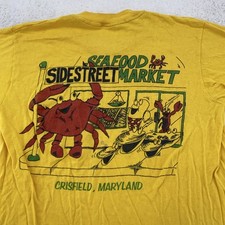 SEAFOOD
SIDESTREET MARKET
CRISFIELD, MARYLAND